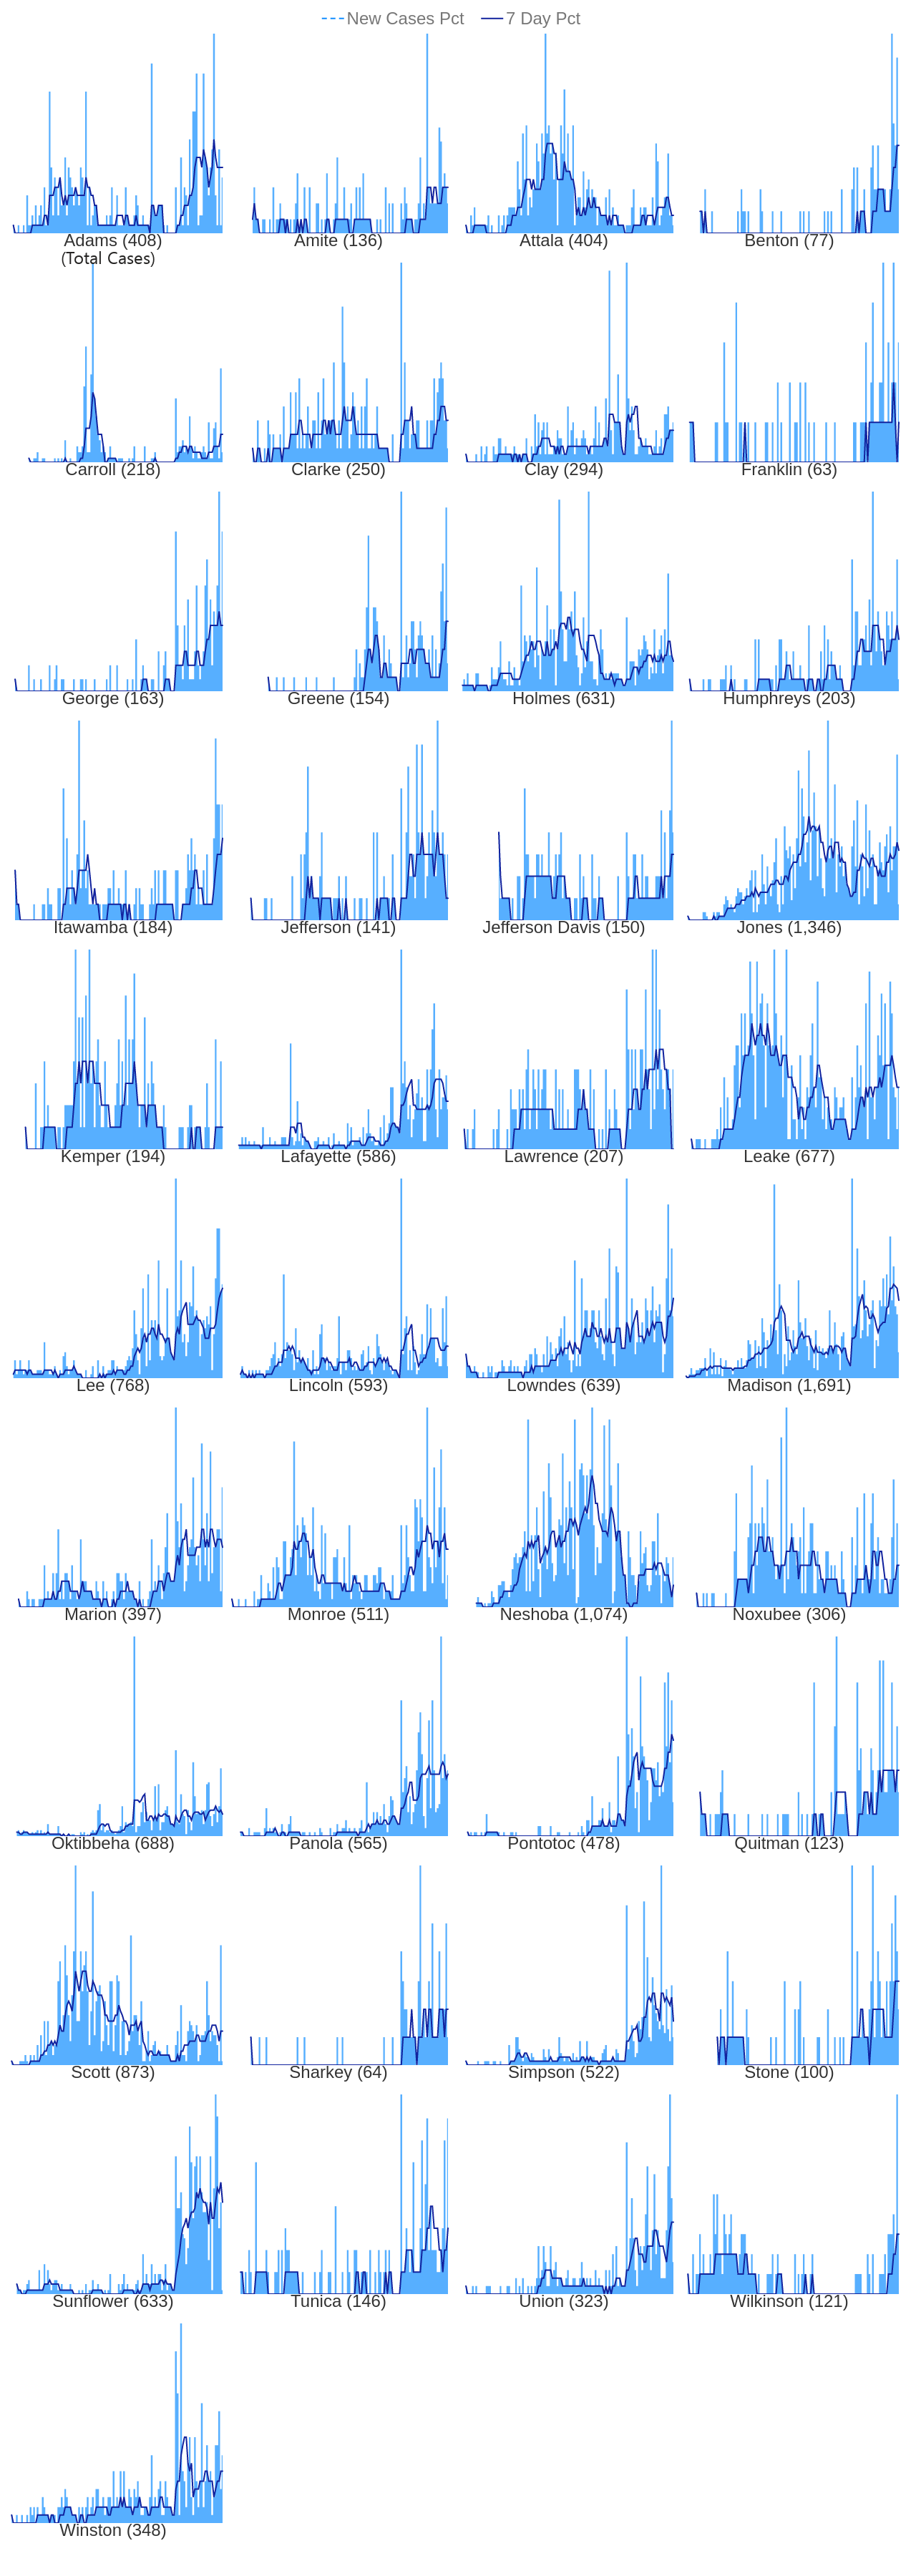 New Cases Pct 7 Day Pct
Adams (408) Amite (136) Attala (404) Benton (77)
(Total Cases)
Carroll (218) Clarke (250) Clay (294) Franklin (63)
George (163) Greene (154) Holmes (631) Humphreys (203)
Itawamba (184) Jefferson (141) Jefferson Davis (150) Jones (1,346)
Kemper (194) Lafayette (586) Lawrence (207) Leake (677)
Lee (768) Lincoln (593) Lowndes (639) Madison (1,691)
Marion (397) Monroe (511) Neshoba (1,074) Noxubee (306)
Oktibbeha (688) Panola (565) Pontotoc (478) Quitman (123)
Scott (873) Sharkey (64) Simpson (522) Stone (100)
Sunflower (633) Tunica (146) Union (323) Wilkinson (121)
Winston (348)